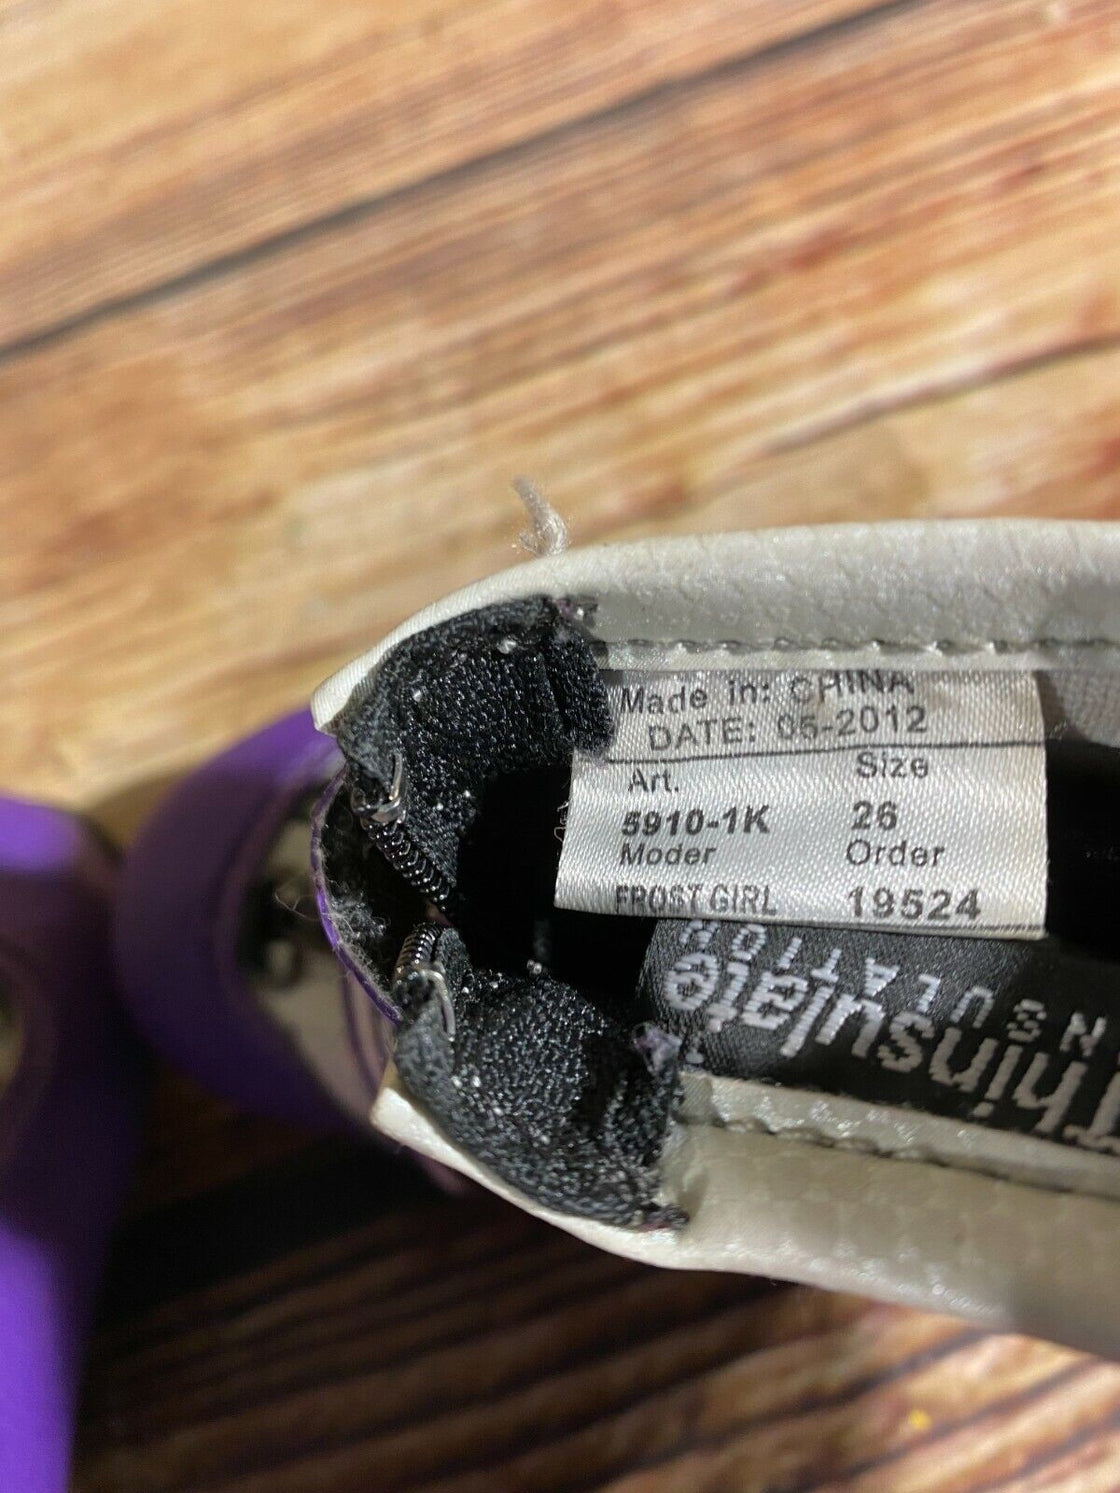 Made in: CHINA
DATE: 05-2012
Art. Size
5910-1K 26
Moder Order
FROST GIRL 19524
Thinsulate
INSULATION